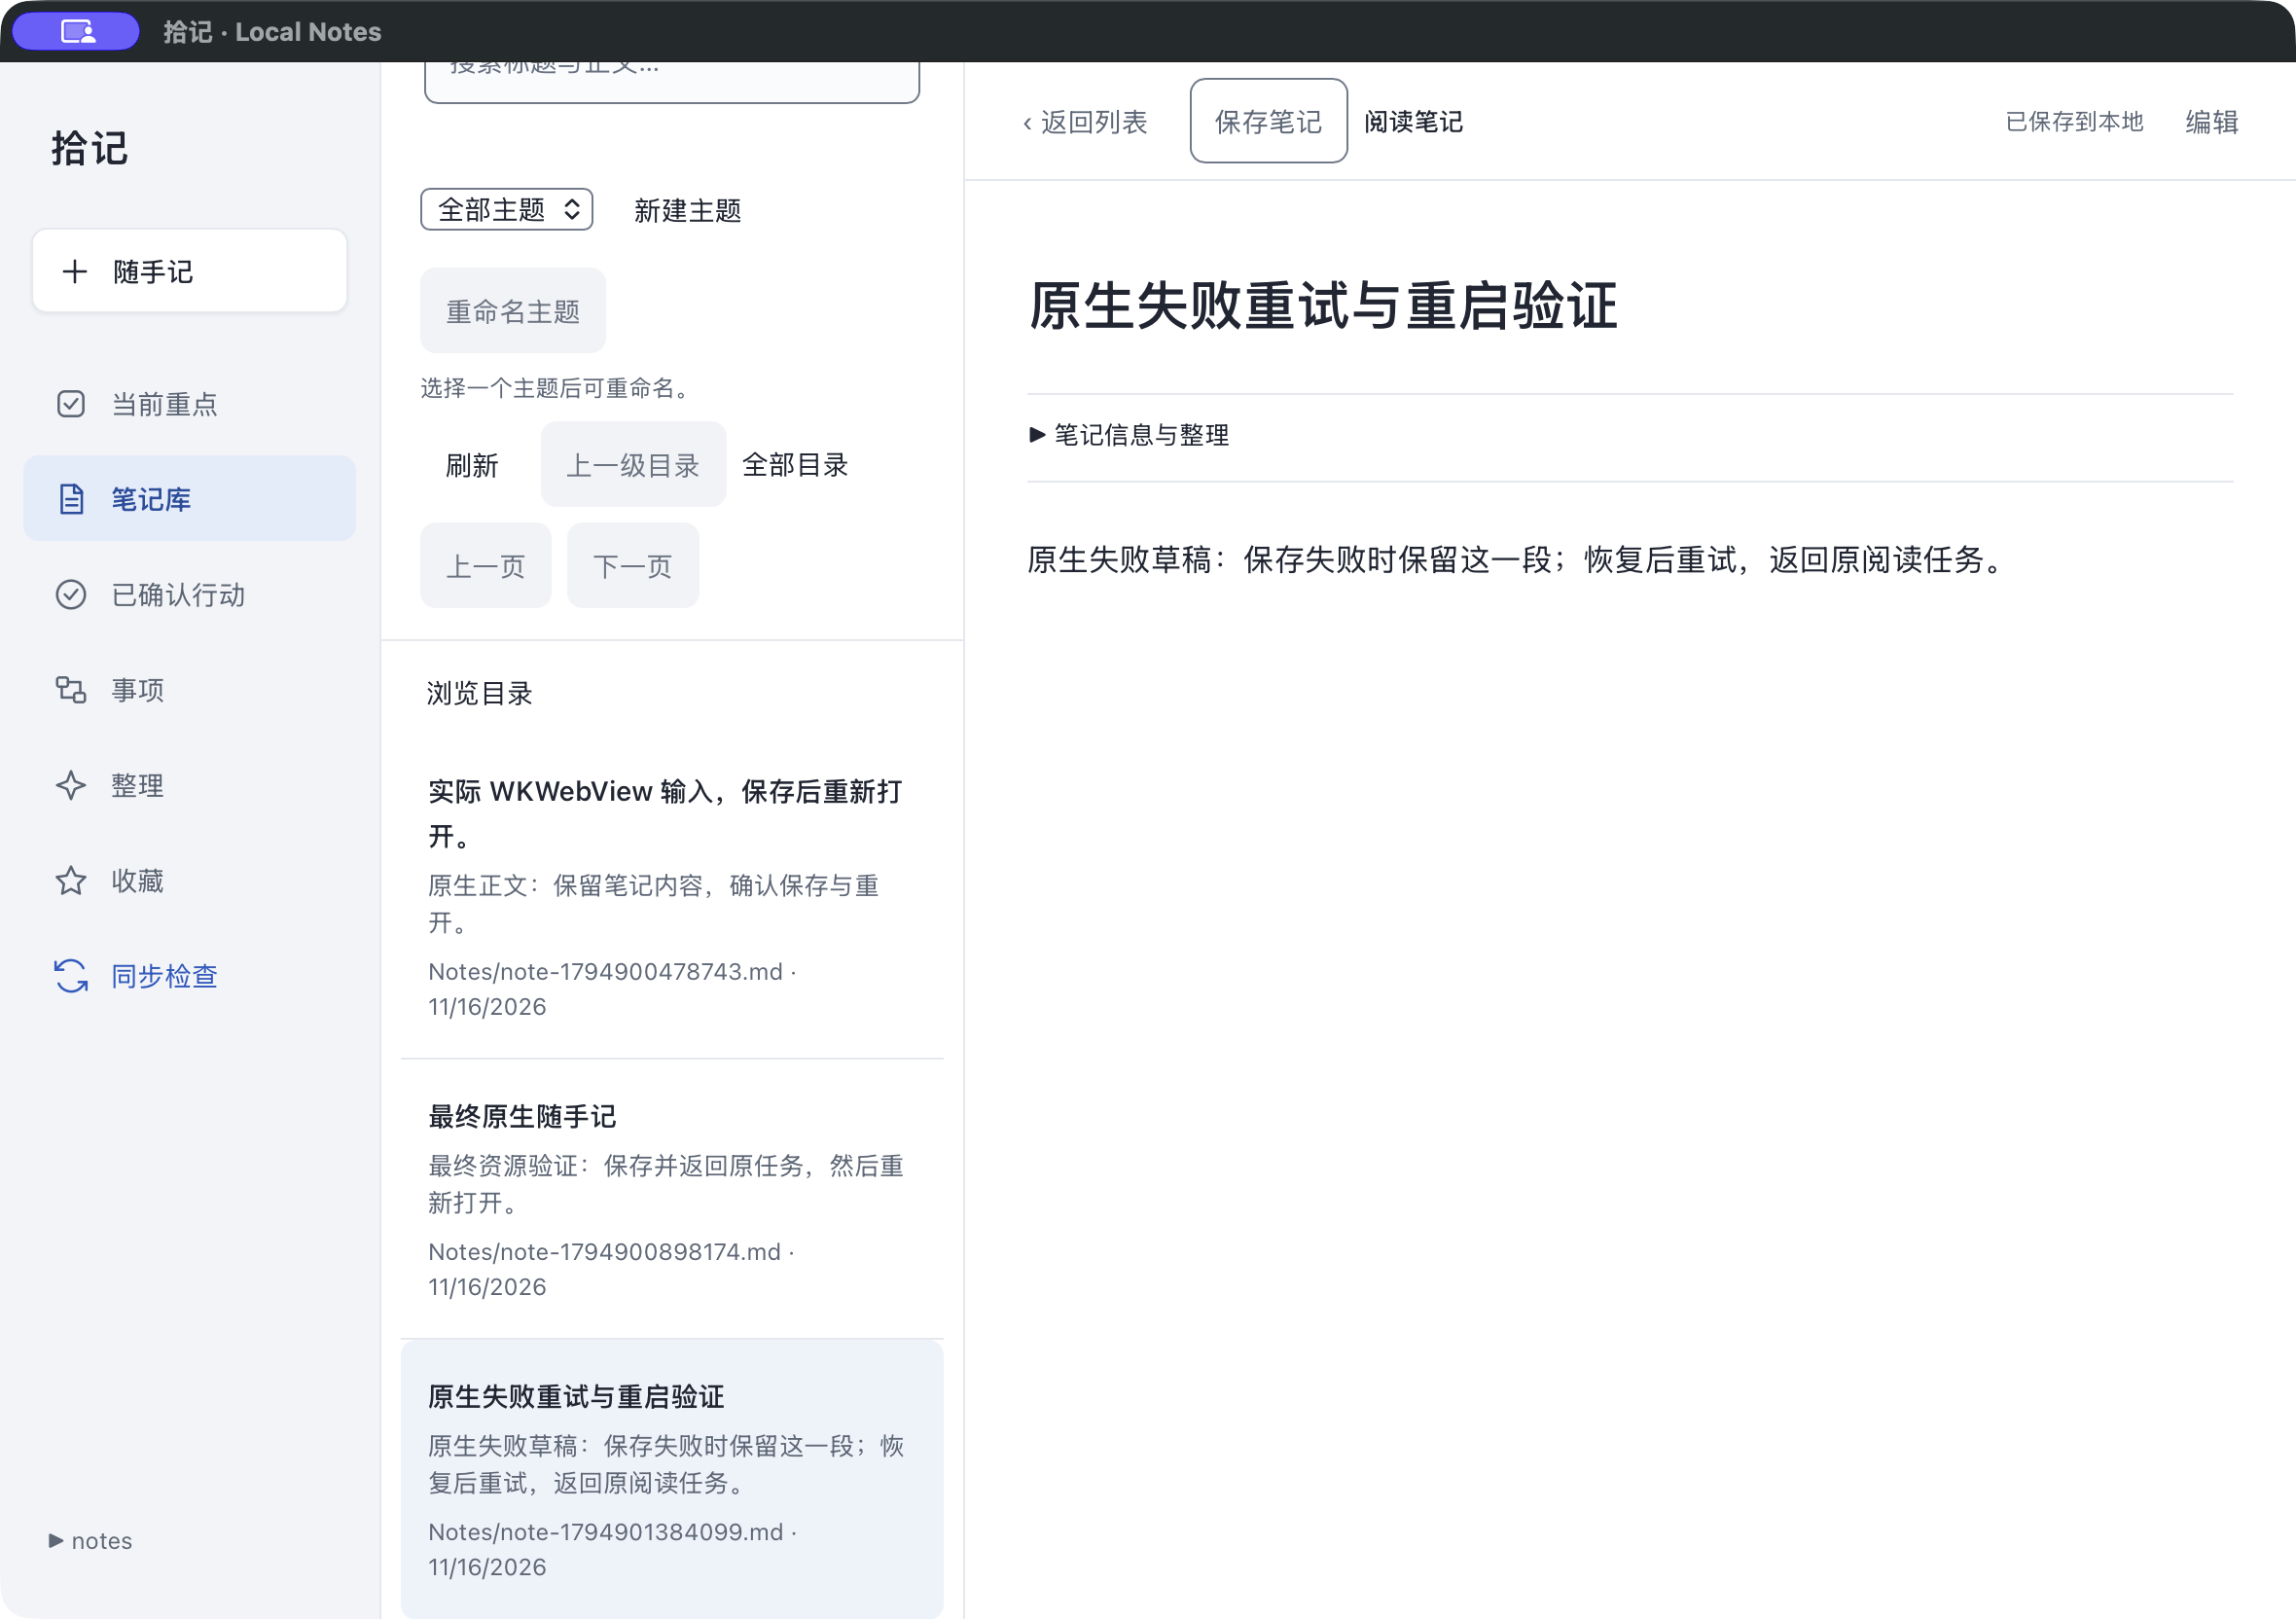 拾记 · Local Notes
拾记
随手记
当前重点
笔记库
已确认行动
事项
整理
收藏
同步检查
notes
搜索标题与正文...
全部主题
新建主题
重命名主题
选择一个主题后可重命名。
刷新
上一级目录
全部目录
上一页
下一页
浏览目录
实际 WKWebView 输入，保存后重新打
开。
原生正文：保留笔记内容，确认保存与重
开。
Notes/note-1794900478743.md ·
11/16/2026
最终原生随手记
最终资源验证：保存并返回原任务，然后重
新打开。
Notes/note-1794900898174.md ·
11/16/2026
原生失败重试与重启验证
原生失败草稿：保存失败时保留这一段；恢
复后重试，返回原阅读任务。
Notes/note-1794901384099.md ·
11/16/2026
‹ 返回列表
保存笔记
阅读笔记
已保存到本地
编辑
原生失败重试与重启验证
笔记信息与整理
原生失败草稿：保存失败时保留这一段；恢复后重试，返回原阅读任务。